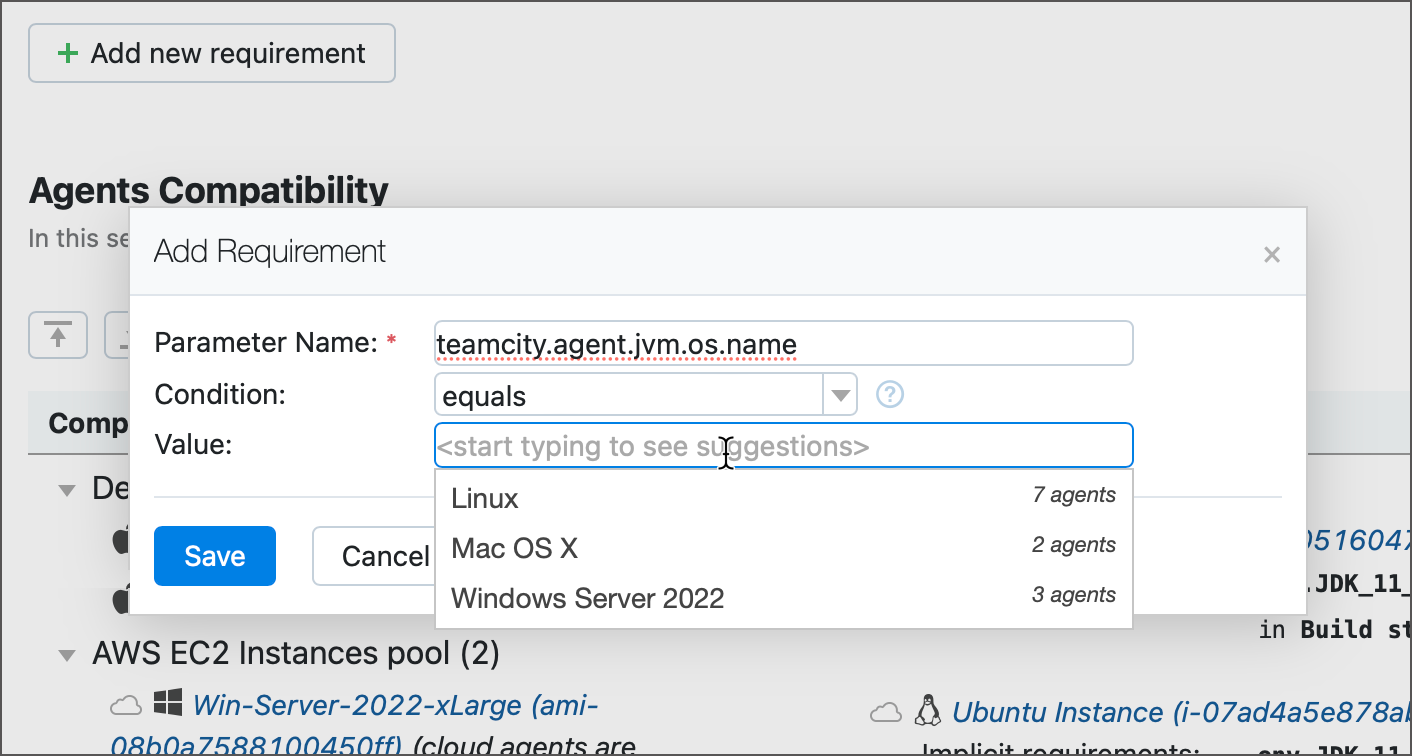 + Add new requirement
Agents Compatibility
In this se
Add Requirement
×
Parameter Name: *
teamcity.agent.jvm.os.name
Condition:
equals
?
Value:
<start typing to see suggestions>
Linux
7 agents
Mac OS X
2 agents
Windows Server 2022
3 agents
Save
Cancel
Comp
De
0516047
.JDK_11_
in Build st
AWS EC2 Instances pool (2)
Win-Server-2022-xLarge (ami-
08b0a7588100450ff) (cloud agents are
Ubuntu Instance (i-07ad4a5e878ab
Implicit requirements:
env.JDK_11